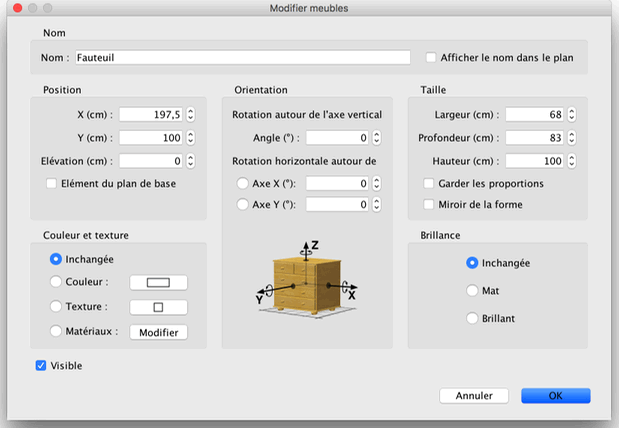 Modifier meubles
Nom
Nom : Fauteuil
Afficher le nom dans le plan
Position
X (cm) : 197,5
Y (cm) : 100
Elévation (cm) : 0
Elément du plan de base
Orientation
Rotation autour de l'axe vertical
Angle (°) : 0
Rotation horizontale autour de
Axe X (°): 0
Axe Y (°): 0
Z
Y
X
Taille
Largeur (cm) : 68
Profondeur (cm) : 83
Hauteur (cm) : 100
Garder les proportions
Miroir de la forme
Couleur et texture
Inchangée
Couleur :
Texture :
Matériaux : Modifier
Brillance
Inchangée
Mat
Brillant
Visible
Annuler
OK